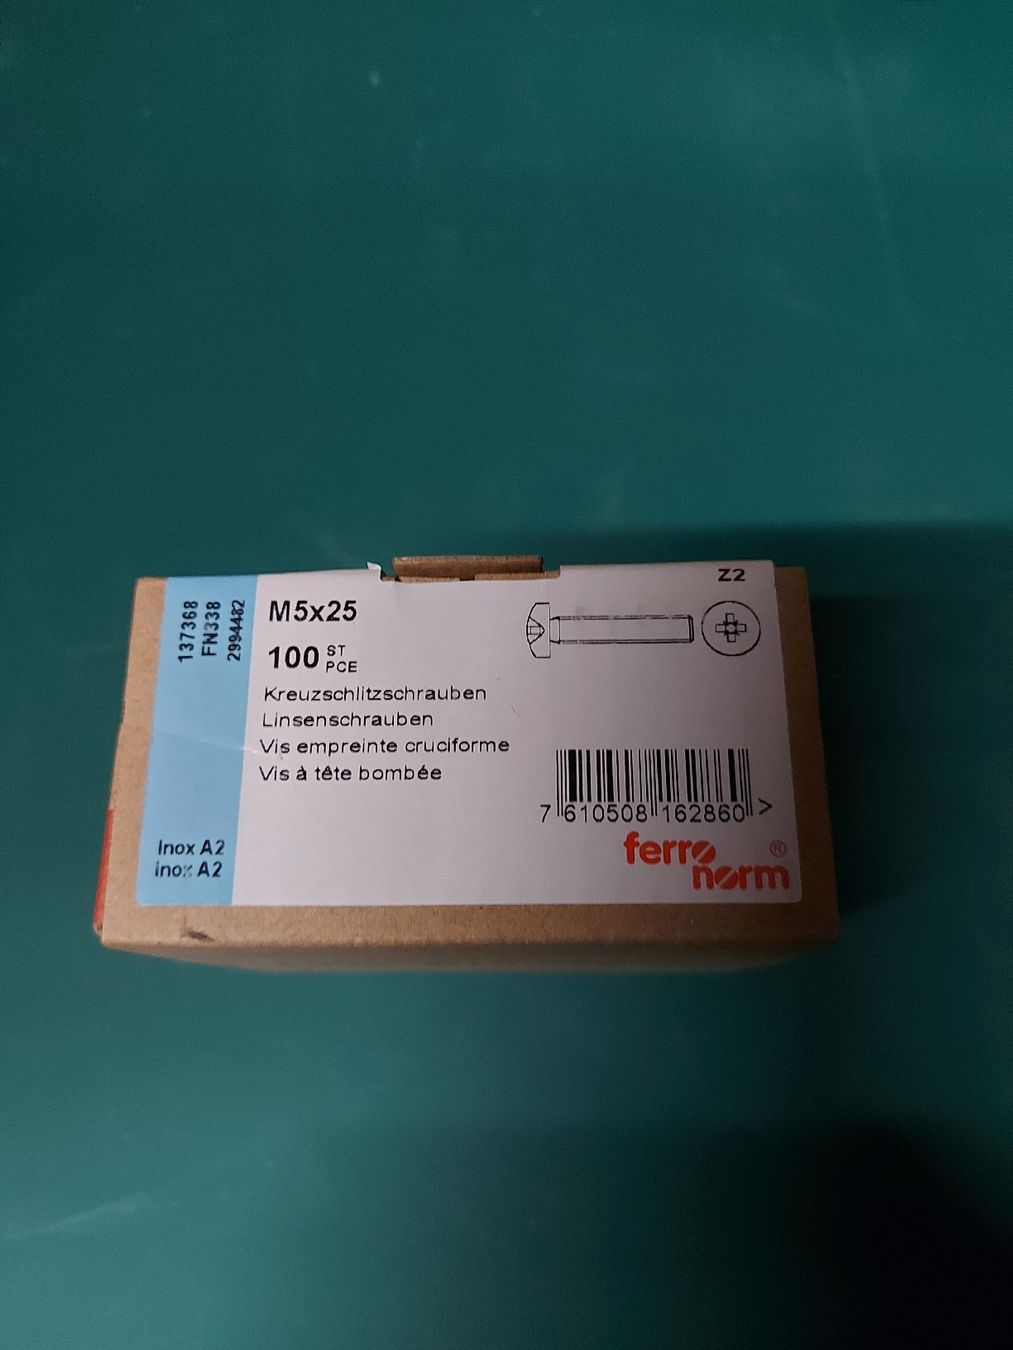 137368
FN338
2994482
Inox A2
inox A2
M5x25
100 ST
PCE
Kreuzschlitzschrauben
Linsenschrauben
Vis empreinte cruciforme
Vis à tête bombée
Z2
7 610508 162860 >
ferro ®
norm